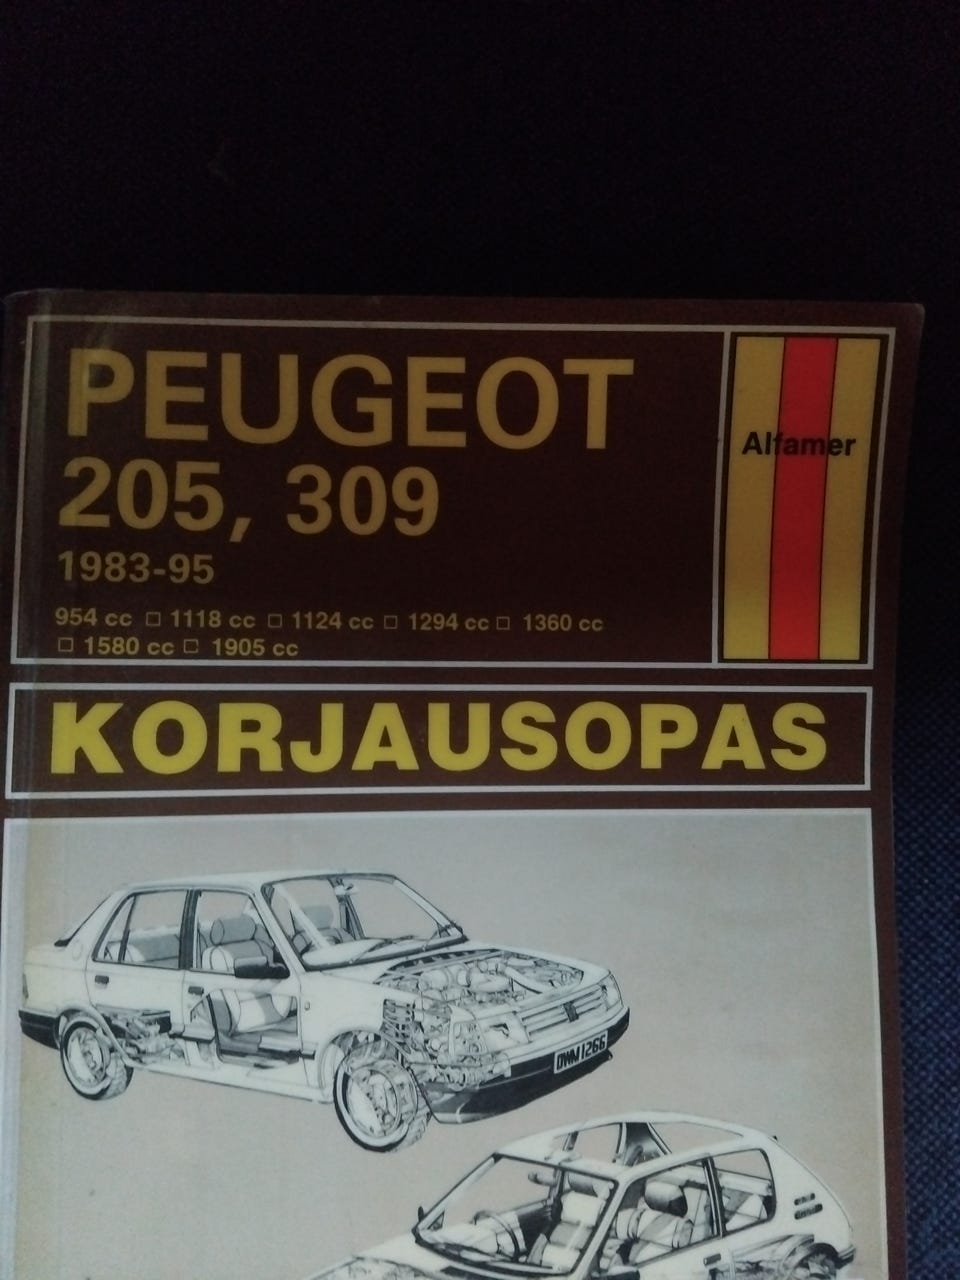 PEUGEOT
205, 309
1983-95
954 cc □ 1118 cc □ 1124 cc □ 1294 cc □ 1360 cc
□ 1580 cc □ 1905 cc
Alfamer
KORJAUSOPAS
DWM 1266